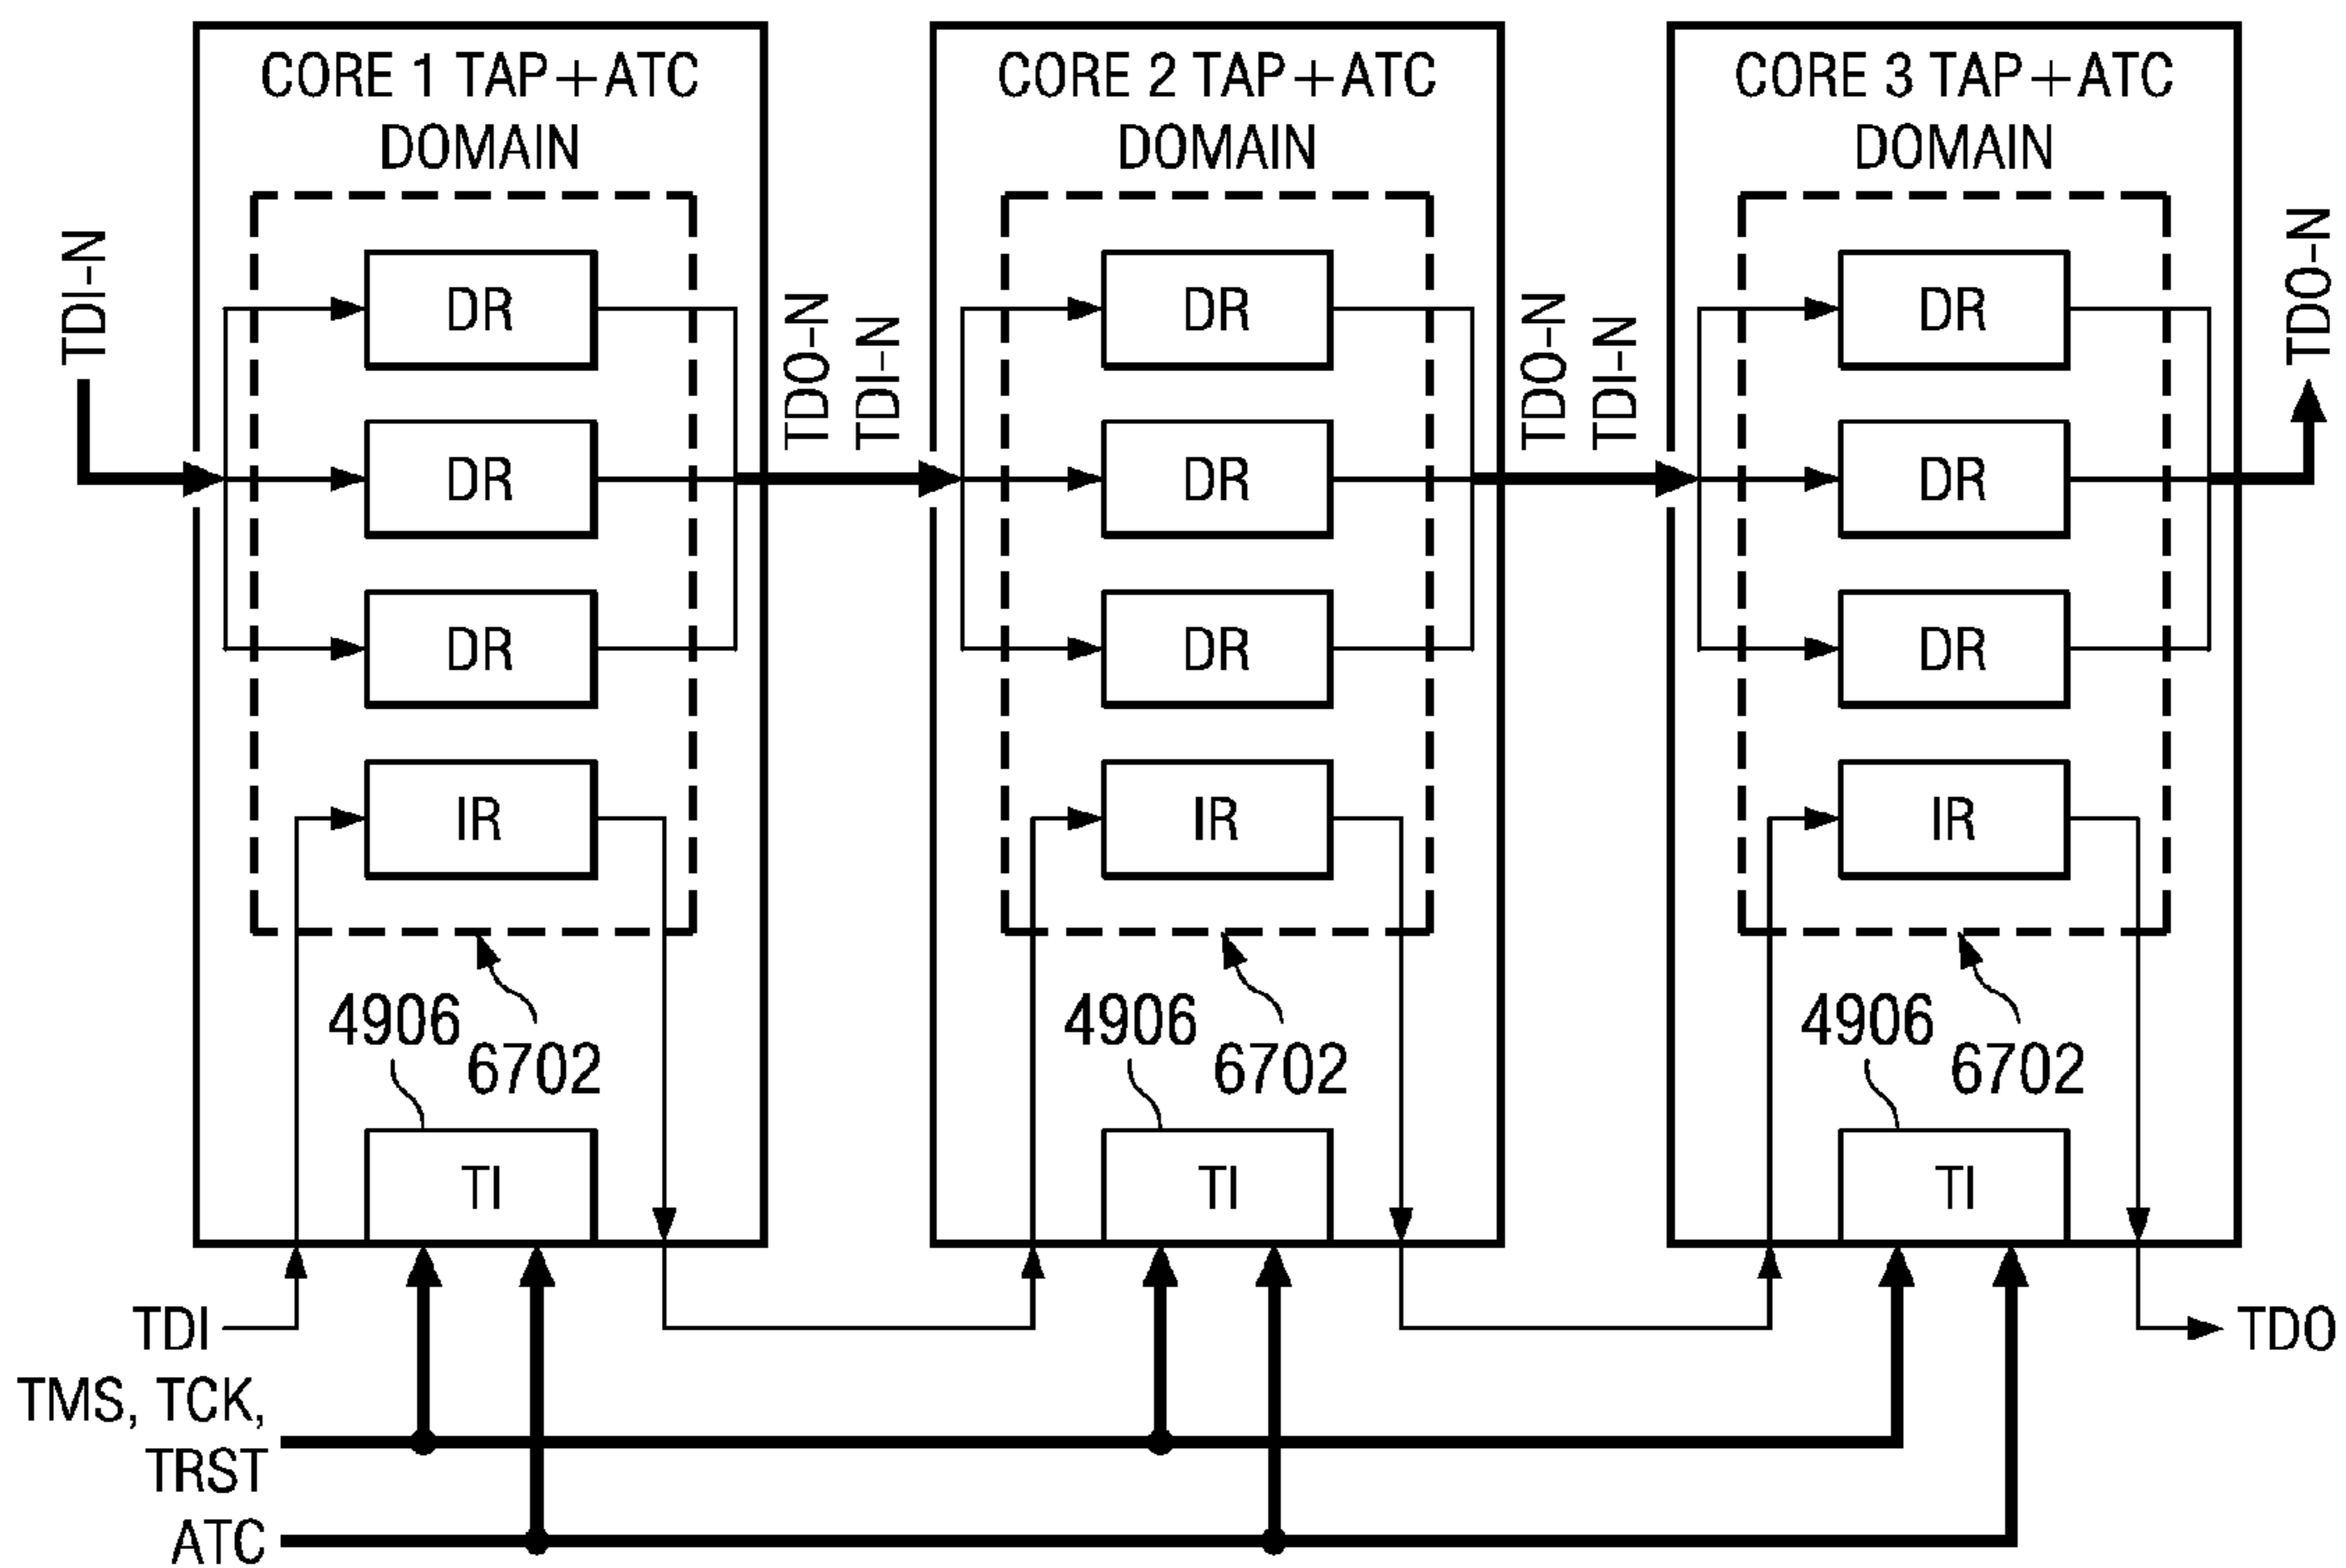 CORE 1 TAP+ATC
DOMAIN
CORE 2 TAP+ATC
DOMAIN
CORE 3 TAP+ATC
DOMAIN
TDI-N
DR
DR
DR
IR
TDO-N
TDI-N
DR
DR
DR
IR
TDO-N
TDI-N
DR
DR
DR
IR
TDO-N
4906
6702
TI
4906
6702
TI
4906
6702
TI
TDI
TDO
TMS, TCK,
TRST
ATC